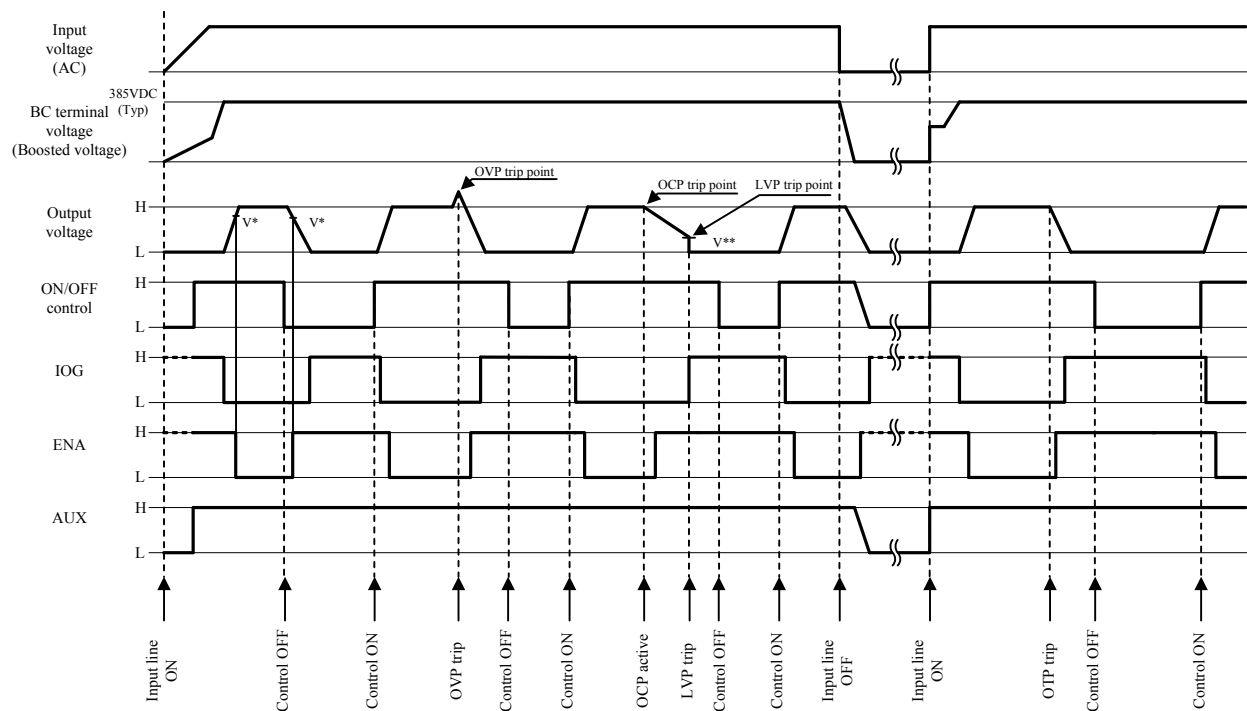 Input
voltage
(AC)
385VDC
(Typ)
BC terminal
voltage
(Boosted voltage)
OVP trip point
OCP trip point
LVP trip point
Output
voltage
H
L
V*
V*
V**
ON/OFF
control
H
L
IOG
H
L
ENA
H
L
AUX
H
L
Input line
ON
Control OFF
Control ON
OVP trip
Control OFF
Control ON
OCP active
LVP trip
Control OFF
Control ON
Input line
OFF
Input line
ON
OTP trip
Control OFF
Control ON